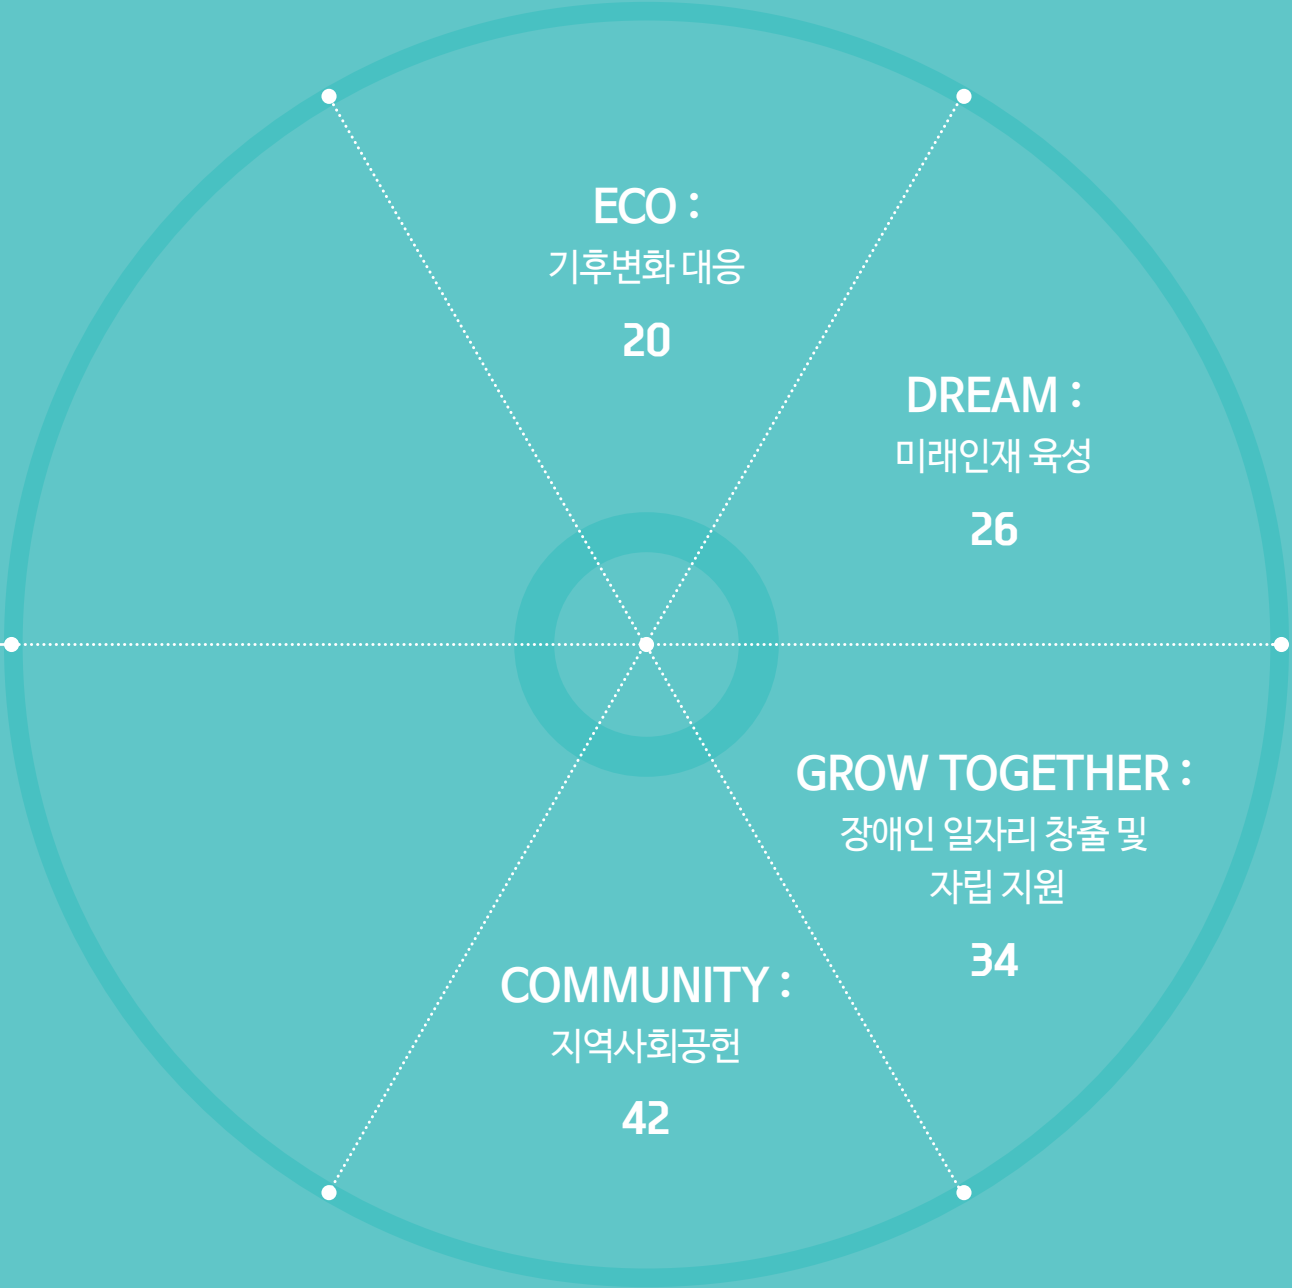 ECO :
기후변화 대응
20
DREAM :
미래인재 육성
26
GROW TOGETHER :
장애인 일자리 창출 및
자립 지원
34
COMMUNITY :
지역사회공헌
42